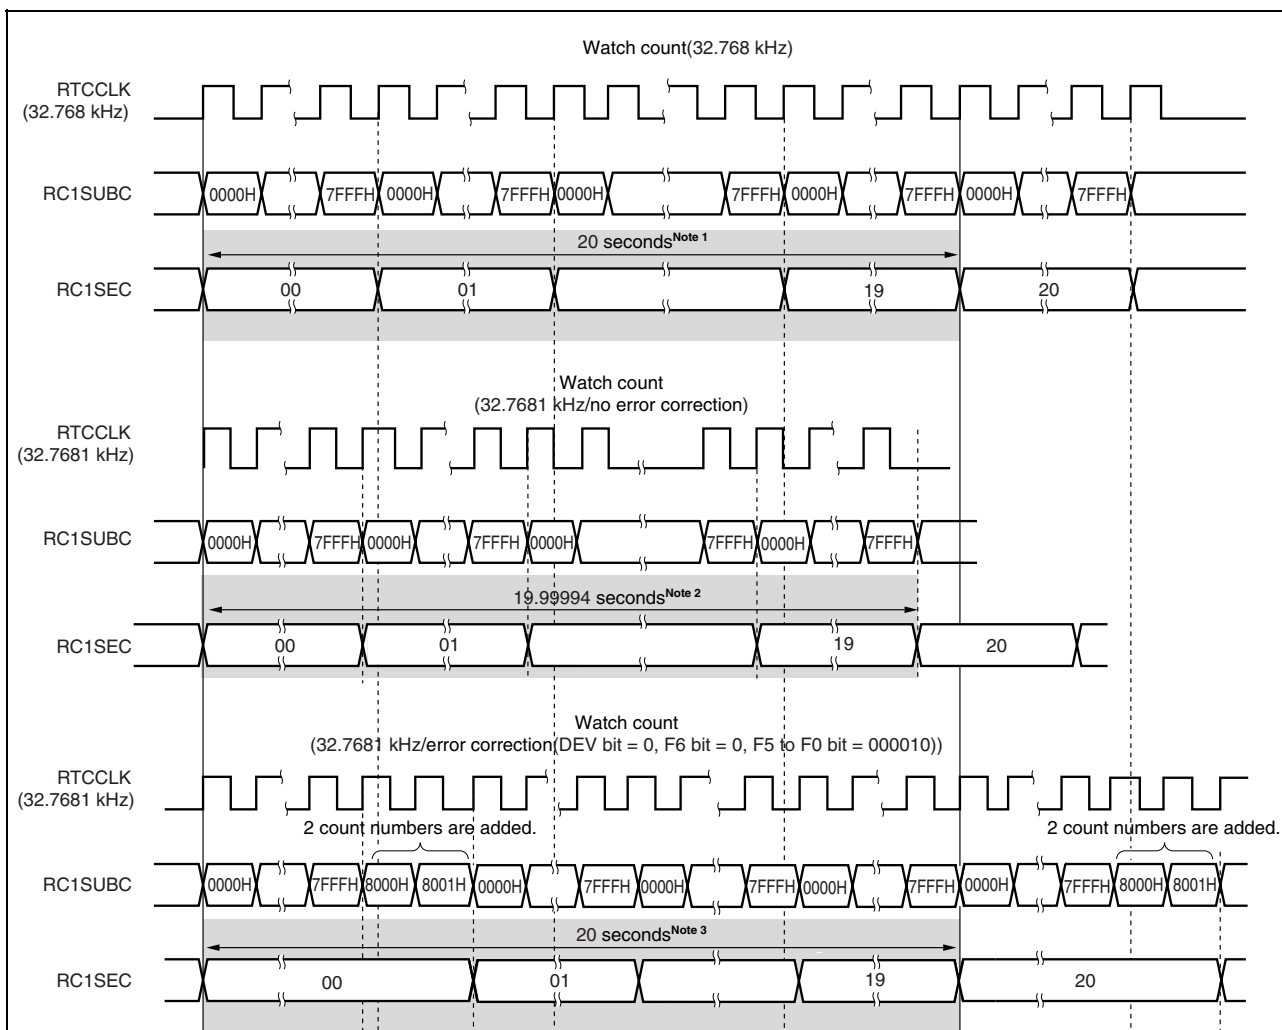 Watch count(32.768 kHz)
RTCCLK
(32.768 kHz)
RC1SUBC
0000H 7FFFH 0000H 7FFFH 0000H 7FFFH 0000H 7FFFH 0000H 7FFFH
20 seconds Note 1
RC1SEC
00 01 19 20
Watch count
(32.7681 kHz/no error correction)
RTCCLK
(32.7681 kHz)
RC1SUBC
0000H 7FFFH 0000H 7FFFH 0000H 7FFFH 0000H 7FFFH
19.99994 seconds Note 2
RC1SEC
00 01 19 20
Watch count
(32.7681 kHz/error correction(DEV bit = 0, F6 bit = 0, F5 to F0 bit = 000010))
RTCCLK
(32.7681 kHz)
2 count numbers are added. 2 count numbers are added.
RC1SUBC
0000H 7FFFH 8000H 8001H 0000H 7FFFH 0000H 7FFFH 0000H 7FFFH 0000H 7FFFH 8000H 8001H
20 seconds Note 3
RC1SEC
00 01 19 20